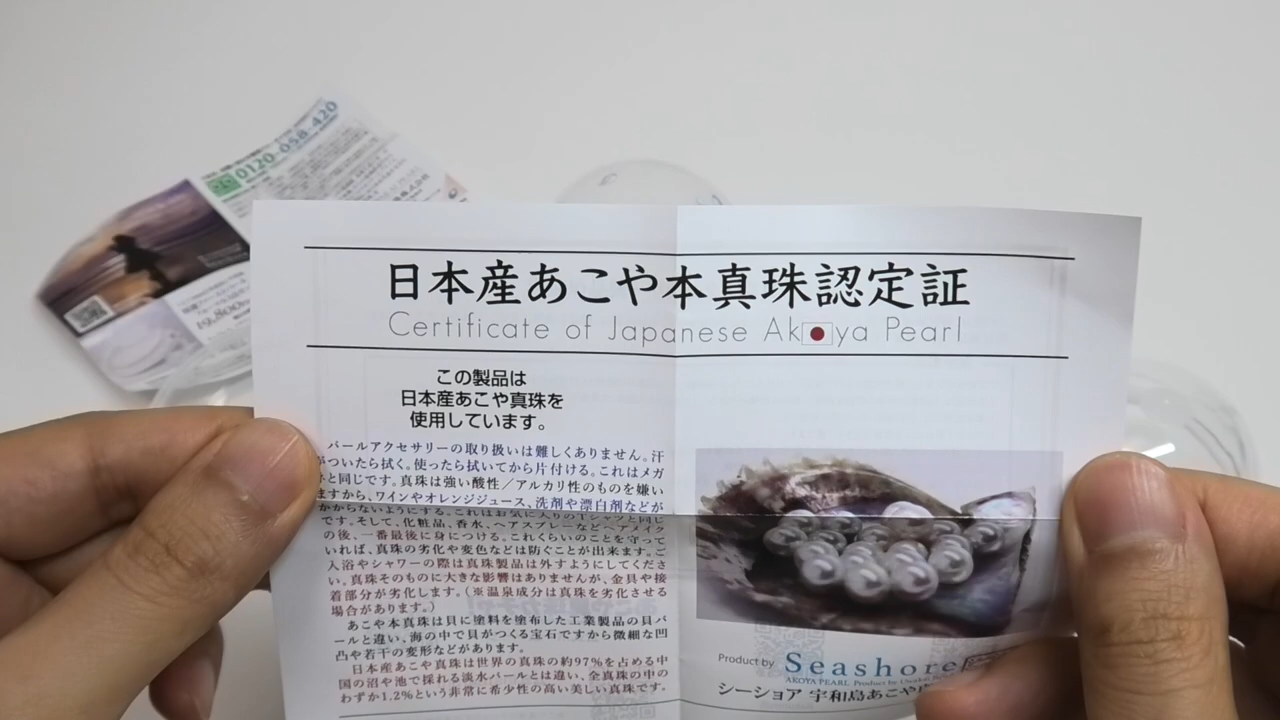 0120-058-420
日本産あこや本真珠認定証
Certificate of Japanese Ak ya Pearl
この製品は
日本産あこや真珠を
使用しています。
パールアクセサリーの取り扱いは難しくありません。汗
がついたら拭く。使ったら拭いてから片付ける。これはメガ
と同じです。真珠は強い酸性/アルカリ性のものを嫌い
ますから、ワインやオレンジジュース、洗剤や漂白剤などが
かからないようにする。これはお気に入りのTシャツと同じ
です。そして、化粧品、香水、ヘアスプレーなどヘアメイク
の後、一番最後に身につける。これくらいのことを守って
いれば、真珠の劣化や変色などは防ぐことが出来ます。ご
入浴やシャワーの際は真珠製品は外すようにしてくださ
い。真珠そのものに大きな影響はありませんが、金具や接
着部分が劣化します。(※温泉成分は真珠を劣化させる
場合があります。)
あこや本真珠は貝に塗料を塗布した工業製品の貝パ
ールと違い、海の中で貝がつくる宝石ですから微細な凹
凸や若干の変形などがあります。
日本産あこや真珠は世界の真珠の約97%を占める中
国の沼や池で採れる淡水パールとは違い、全真珠の中の
わずか1.2%という非常に希少性の高い美しい真珠です。
Product by Seashore
AKOYA PEARL Product by
シーショア 宇和島あこや